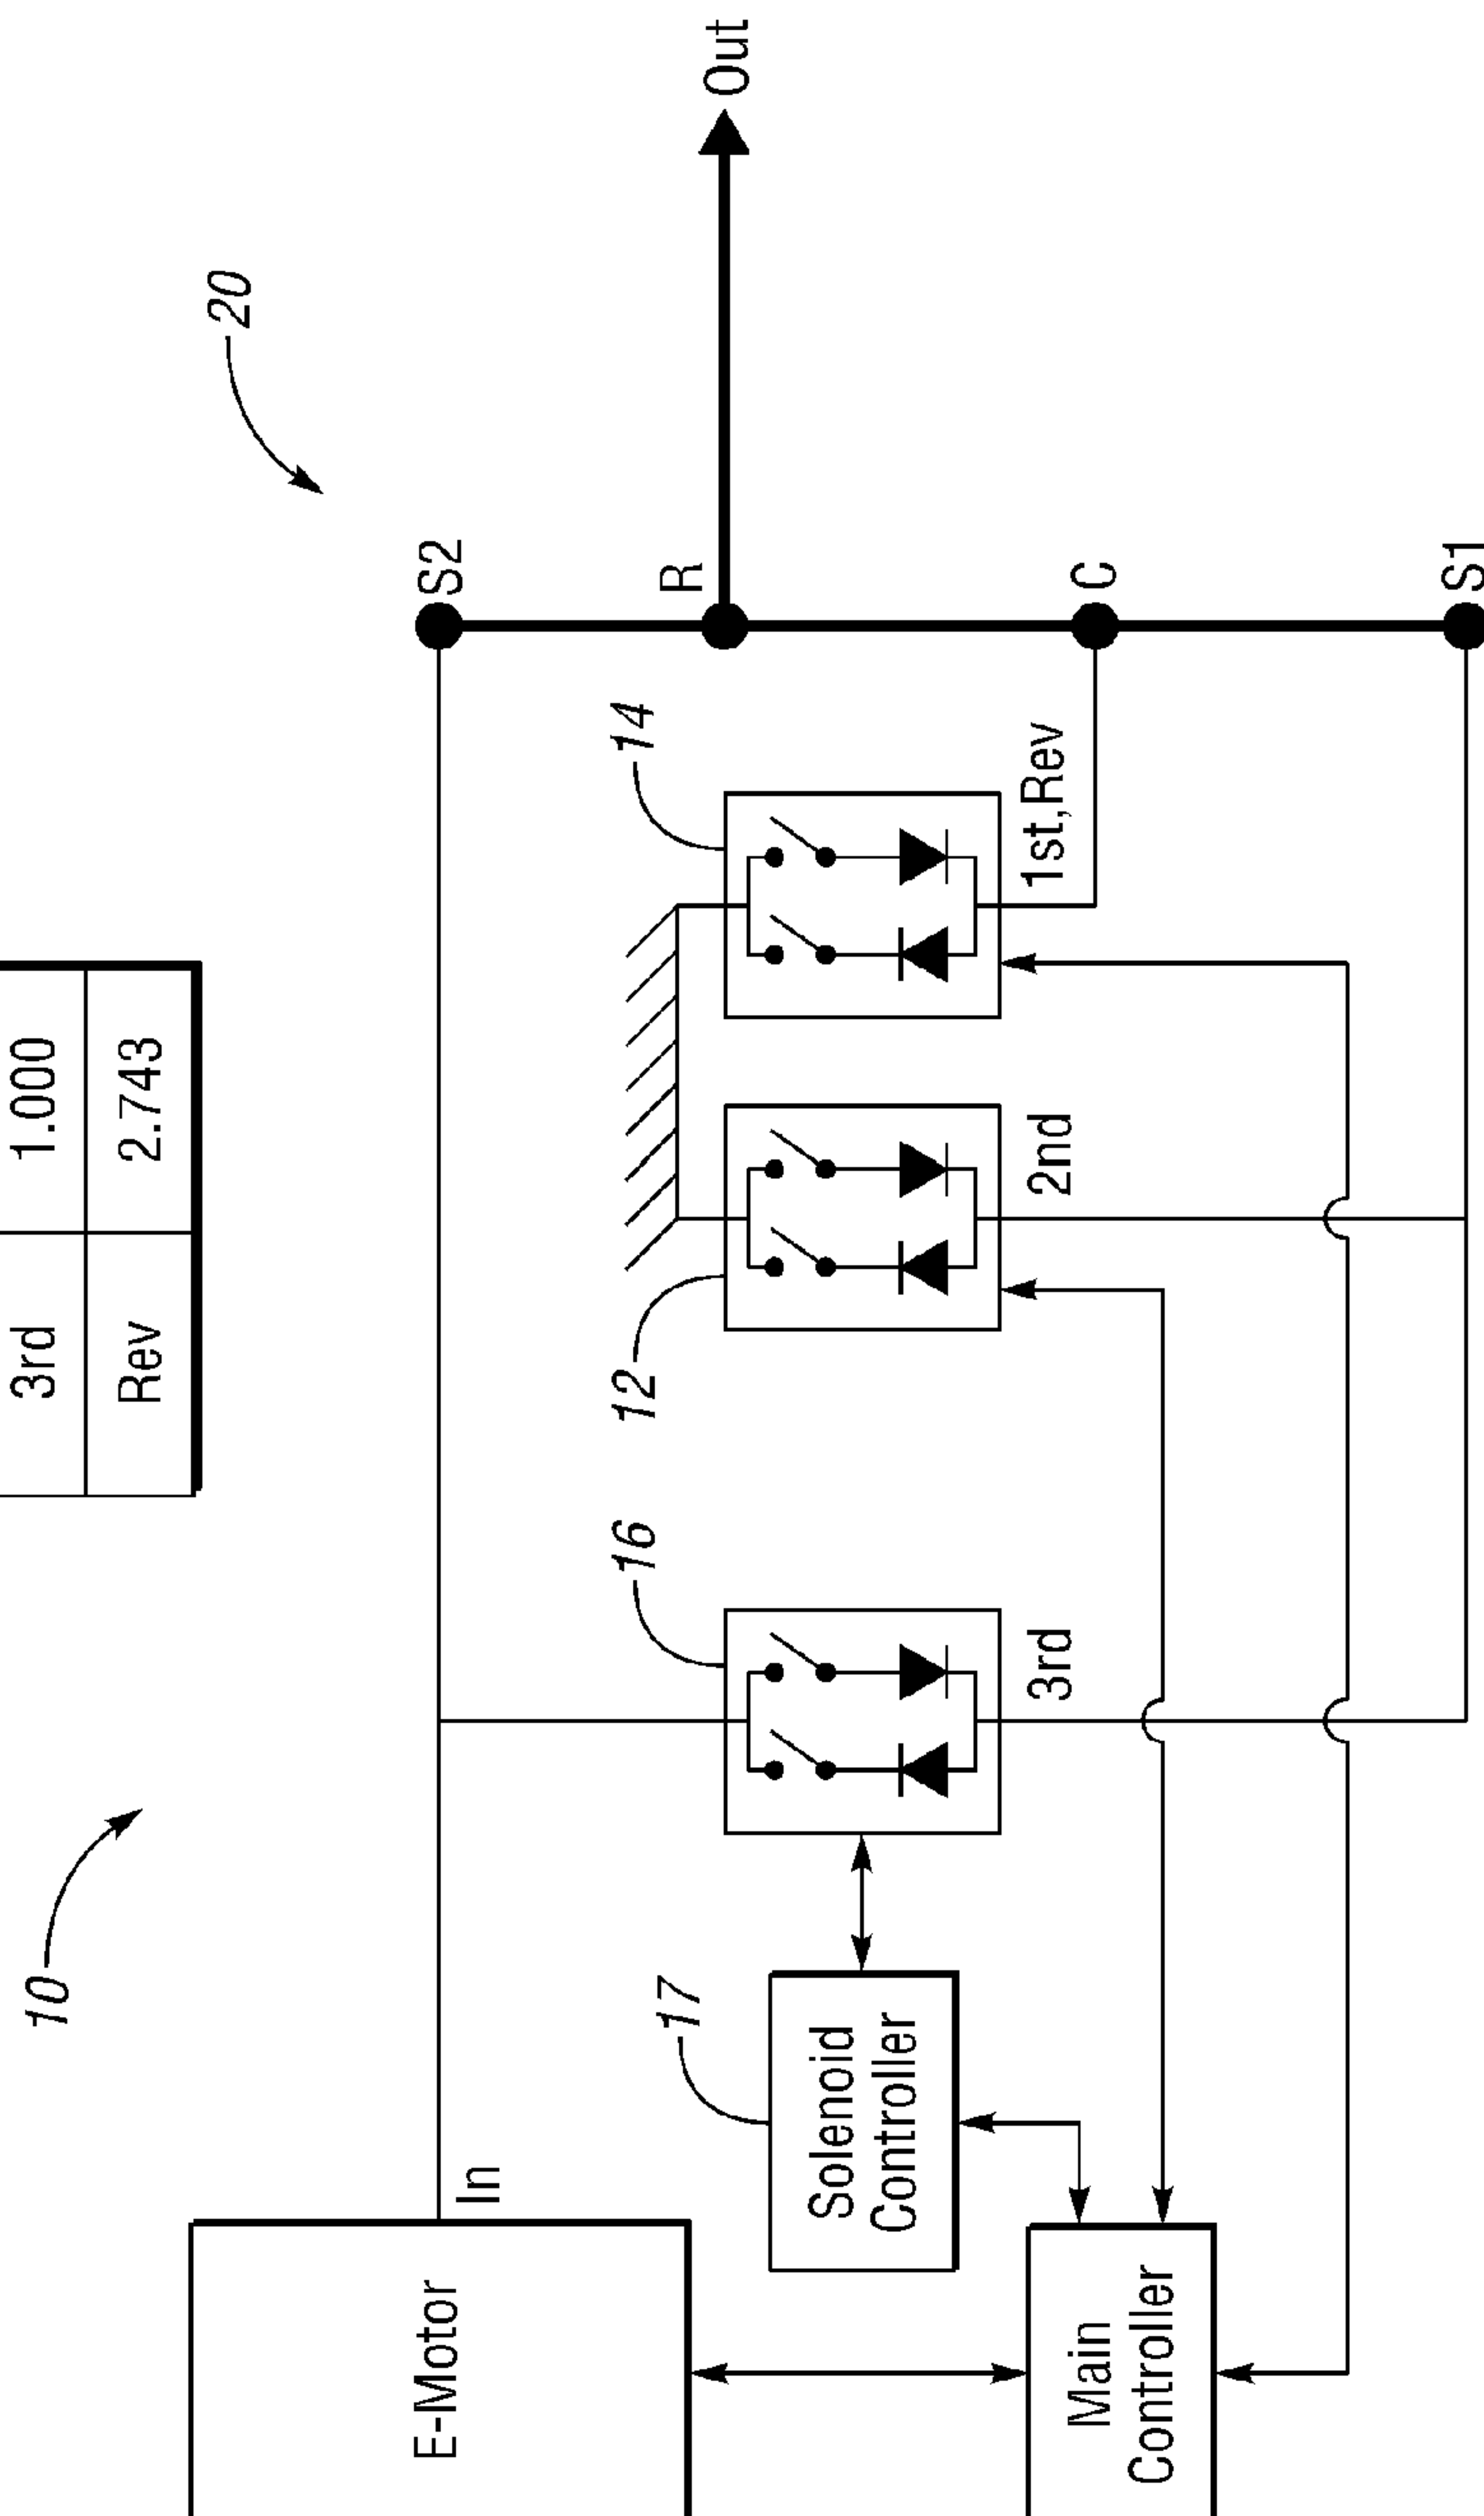 3rd 1.000
Rev 2.743
10
20
E-Motor
In
S2
16
12
14
R
Out
17
Solenoid
Controller
3rd
2nd
1st,Rev
C
Main
Controller
S1